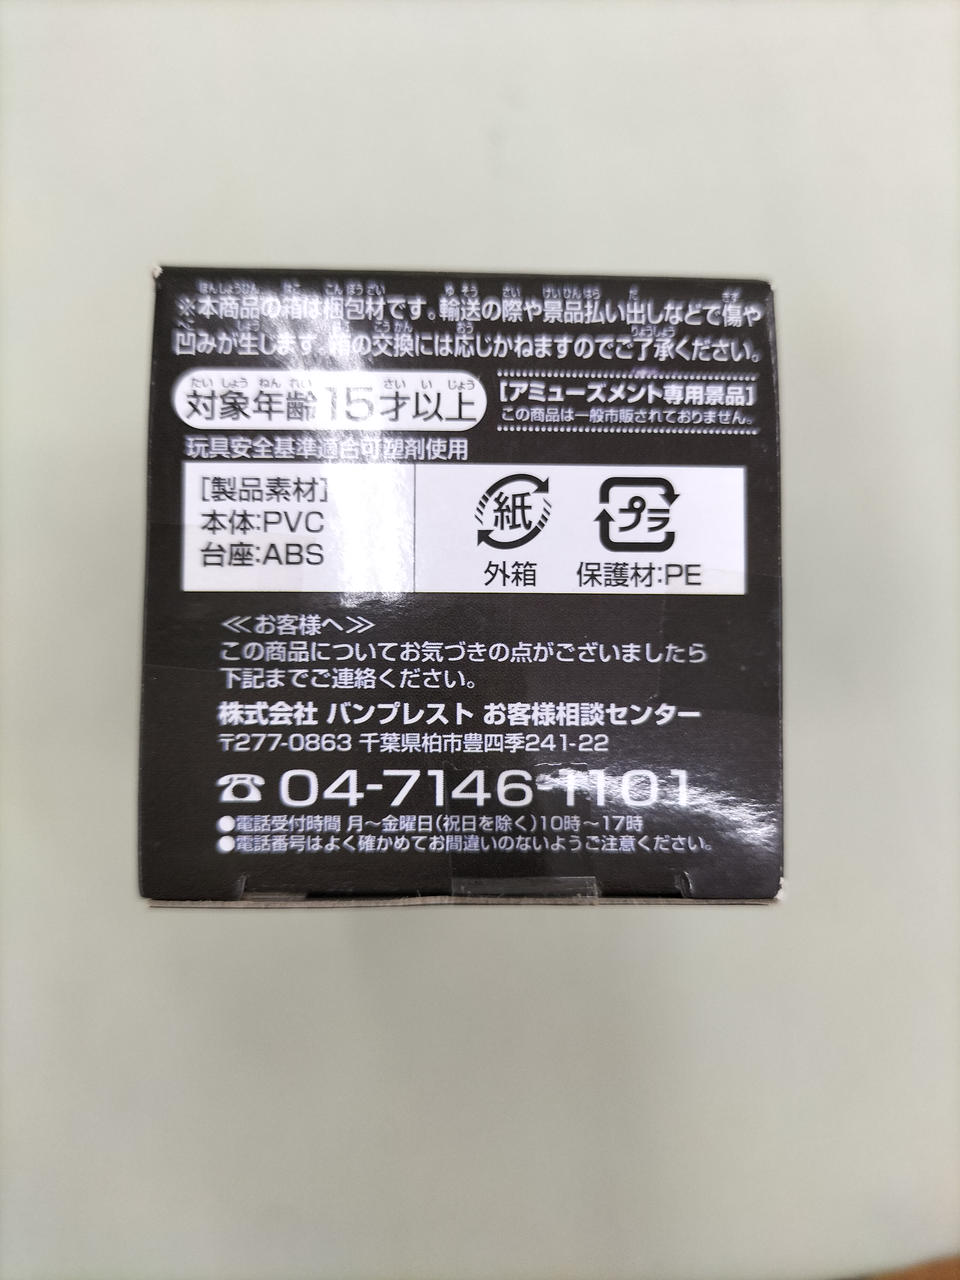 ※本商品の箱は梱包材です。輸送の際や景品払い出しなどで傷や
凹みが生じます。箱の交換には応じかねますのでご了承ください。
対象年齢15才以上
[アミューズメント専用景品]
この商品は一般市販されておりません。
玩具安全基準適合可塑剤使用
[製品素材]
本体:PVC
台座:ABS
紙
外箱
プラ
保護材:PE
≪お客様へ≫
この商品についてお気づきの点がございましたら
下記までご連絡ください。
株式会社 バンプレスト お客様相談センター
〒277-0863 千葉県柏市豊四季241-22
☎04-7146-1101
●電話受付時間 月〜金曜日(祝日を除く)10時〜17時
●電話番号はよく確かめてお間違いのないようご注意ください。